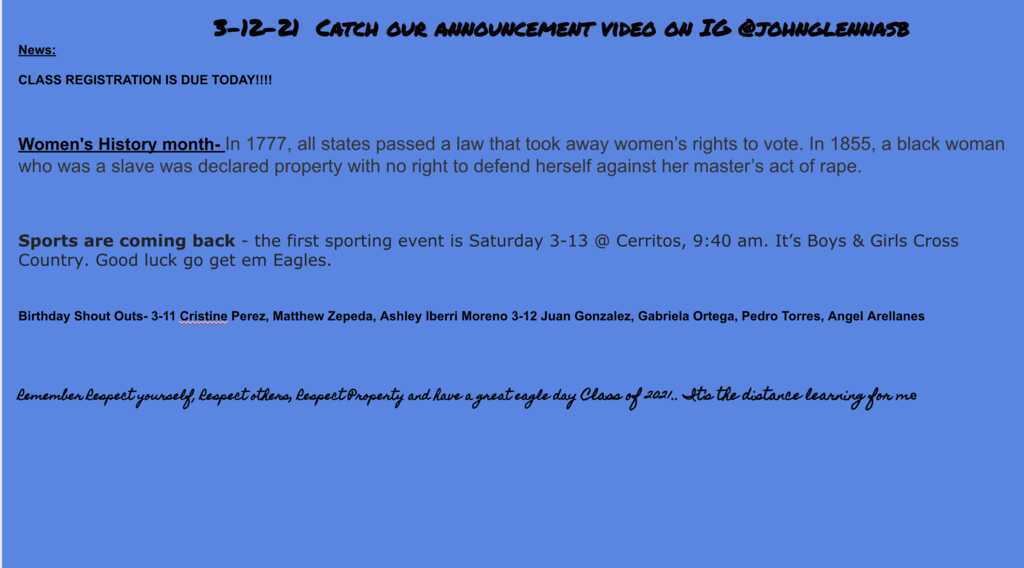 3-12-21 Catch our announcement video on IG @johnglennasb
News:
CLASS REGISTRATION IS DUE TODAY!!!!
Women's History month- In 1777, all states passed a law that took away women’s rights to vote. In 1855, a black woman
who was a slave was declared property with no right to defend herself against her master’s act of rape.
Sports are coming back - the first sporting event is Saturday 3-13 @ Cerritos, 9:40 am. It’s Boys & Girls Cross
Country. Good luck go get em Eagles.
Birthday Shout Outs- 3-11 Cristine Perez, Matthew Zepeda, Ashley Iberri Moreno 3-12 Juan Gonzalez, Gabriela Ortega, Pedro Torres, Angel Arellanes
Remember Respect yourself, Respect others, Respect Property and have a great eagle day Class of 2021.. It's the distance learning for me